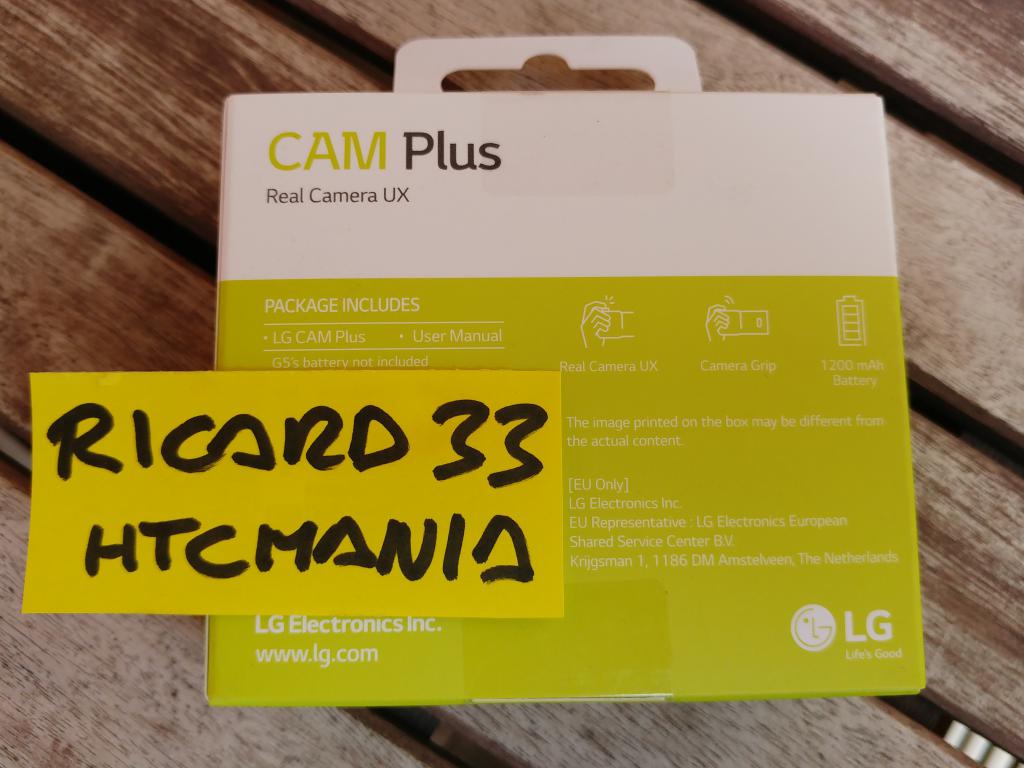 CAM Plus
Real Camera UX
PACKAGE INCLUDES
• LG CAM Plus • User Manual
G5's battery not included
Real Camera UX
Camera Grip
1200 mAh
Battery
RICARD 33
HTCMANIA
The image printed on the box may be different from
the actual content.
[EU Only]
LG Electronics Inc.
EU Representative : LG Electronics European
Shared Service Center B.V.
Krijgsman 1, 1186 DM Amstelveen, The Netherlands
LG Electronics Inc.
www.lg.com
LG
Life's Good